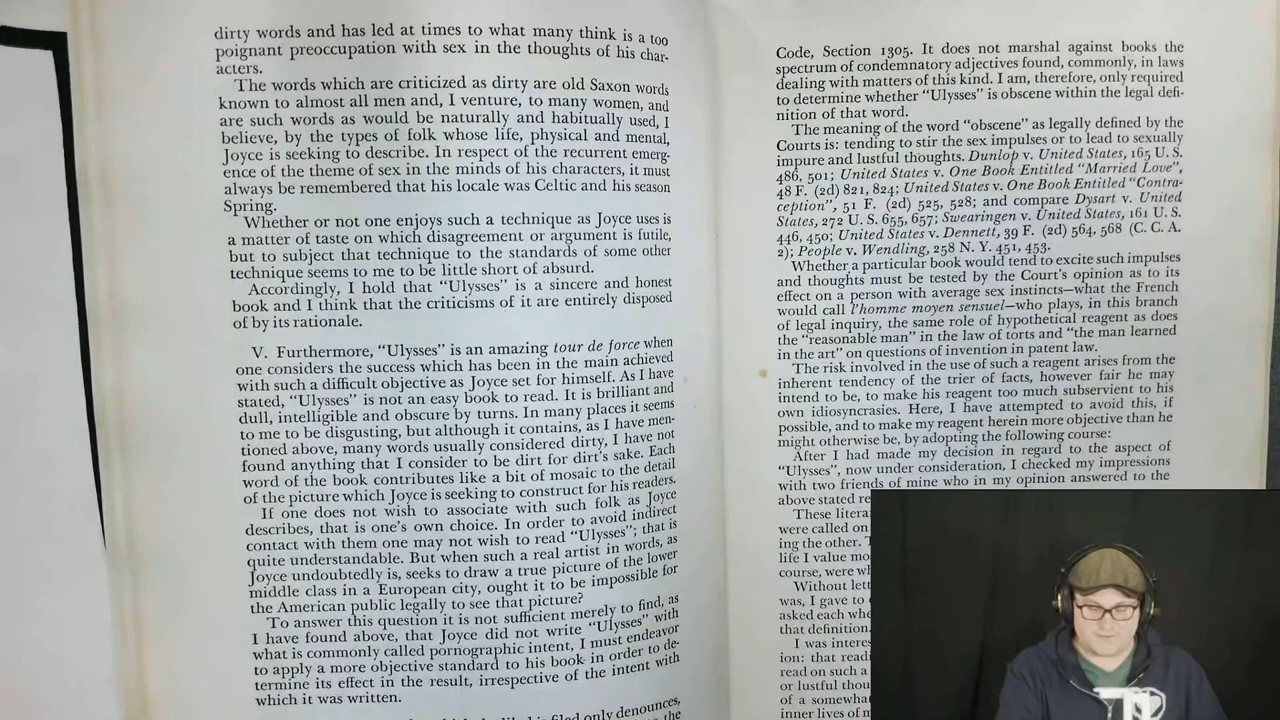 dirty words and has led at times to what many think is a too
poignant preoccupation with sex in the thoughts of his char-
acters.
The words which are criticized as dirty are old Saxon words
known to almost all men and, I venture, to many women, and
are such words as would be naturally and habitually used, I
believe, by the types of folk whose life, physical and mental,
Joyce is seeking to describe. In respect of the recurrent emerg-
ence of the theme of sex in the minds of his characters, it must
always be remembered that his locale was Celtic and his season
Spring.
Whether or not one enjoys such a technique as Joyce uses is
a matter of taste on which disagreement or argument is futile,
but to subject that technique to the standards of some other
technique seems to me to be little short of absurd.
Accordingly, I hold that "Ulysses" is a sincere and honest
book and I think that the criticisms of it are entirely disposed
of by its rationale.
V. Furthermore, "Ulysses" is an amazing tour de force when
one considers the success which has been in the main achieved
with such a difficult objective as Joyce set for himself. As I have
stated, "Ulysses" is not an easy book to read. It is brilliant and
dull, intelligible and obscure by turns. In many places it seems
to me to be disgusting, but although it contains, as I have men-
tioned above, many words usually considered dirty, I have not
found anything that I consider to be dirt for dirt's sake. Each
word of the book contributes like a bit of mosaic to the detail
of the picture which Joyce is seeking to construct for his readers.
If one does not wish to associate with such folk as Joyce
describes, that is one's own choice. In order to avoid indirect
contact with them one may not wish to read "Ulysses"; that is
quite understandable. But when such a real artist in words, as
Joyce undoubtedly is, seeks to draw a true picture of the lower
middle class in a European city, ought it to be impossible for
the American public legally to see that picture?
To answer this question it is not sufficient merely to find, as
I have found above, that Joyce did not write "Ulysses" with
what is commonly called pornographic intent, I must endeavor
to apply a more objective standard to his book in order to de-
termine its effect in the result, irrespective of the intent with
which it was written.
filed only denounces,
the
Code, Section 1305. It does not marshal against books the
spectrum of condemnatory adjectives found, commonly, in laws
dealing with matters of this kind. I am, therefore, only required
to determine whether "Ulysses" is obscene within the legal defi-
nition of that word.
The meaning of the word "obscene" as legally defined by the
Courts is: tending to stir the sex impulses or to lead to sexually
impure and lustful thoughts. Dunlop v. United States, 165 U. S.
486, 501; United States v. One Book Entitled "Married Love",
48 F. (2d) 821, 824; United States v. One Book Entitled "Contra-
ception", 51 F. (2d) 525, 528; and compare Dysart v. United
States, 272 U. S. 655, 657; Swearingen v. United States, 161 U. S.
446, 450; United States v. Dennett, 39 F. (2d) 564, 568 (C. C. A.
2); People v. Wendling, 258 N. Y. 451, 453.
Whether a particular book would tend to excite such impulses
and thoughts must be tested by the Court's opinion as to its
effect on a person with average sex instincts—what the French
would call l'homme moyen sensuel—who plays, in this branch
of legal inquiry, the same role of hypothetical reagent as does
the "reasonable man" in the law of torts and "the man learned
in the art" on questions of invention in patent law.
The risk involved in the use of such a reagent arises from the
inherent tendency of the trier of facts, however fair he may
intend to be, to make his reagent too much subservient to his
own idiosyncrasies. Here, I have attempted to avoid this, if
possible, and to make my reagent herein more objective than he
might otherwise be, by adopting the following course:
After I had made my decision in regard to the aspect of
"Ulysses", now under consideration, I checked my impressions
with two friends of mine who in my opinion answered to the
above stated re
These litera
were called on
ing the other. T
life I value mo
course, were wh
Without lett
was, I gave to
asked each whe
that definition.
I was interes
ion: that readi
read on such a
or lustful thou
of a somewha
inner lives of m